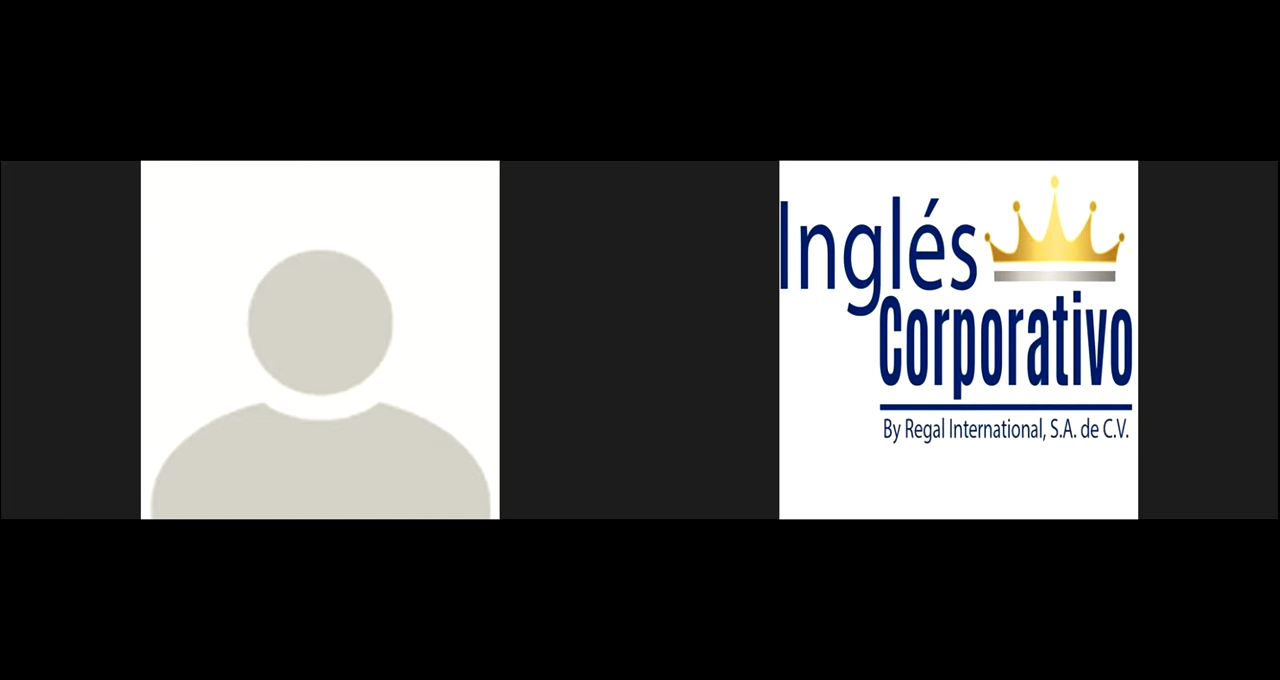 Inglés
Corporativo
By Regal International, S.A. de C.V.